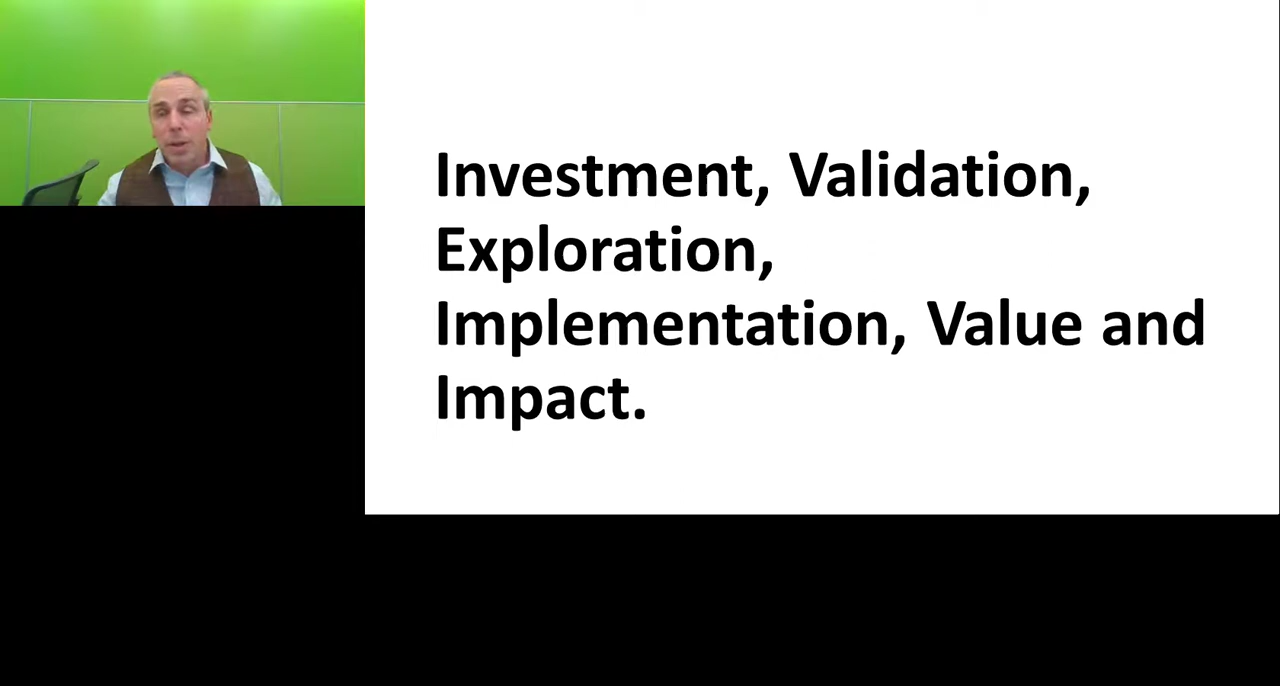 Investment, Validation,
Exploration,
Implementation, Value and
Impact.